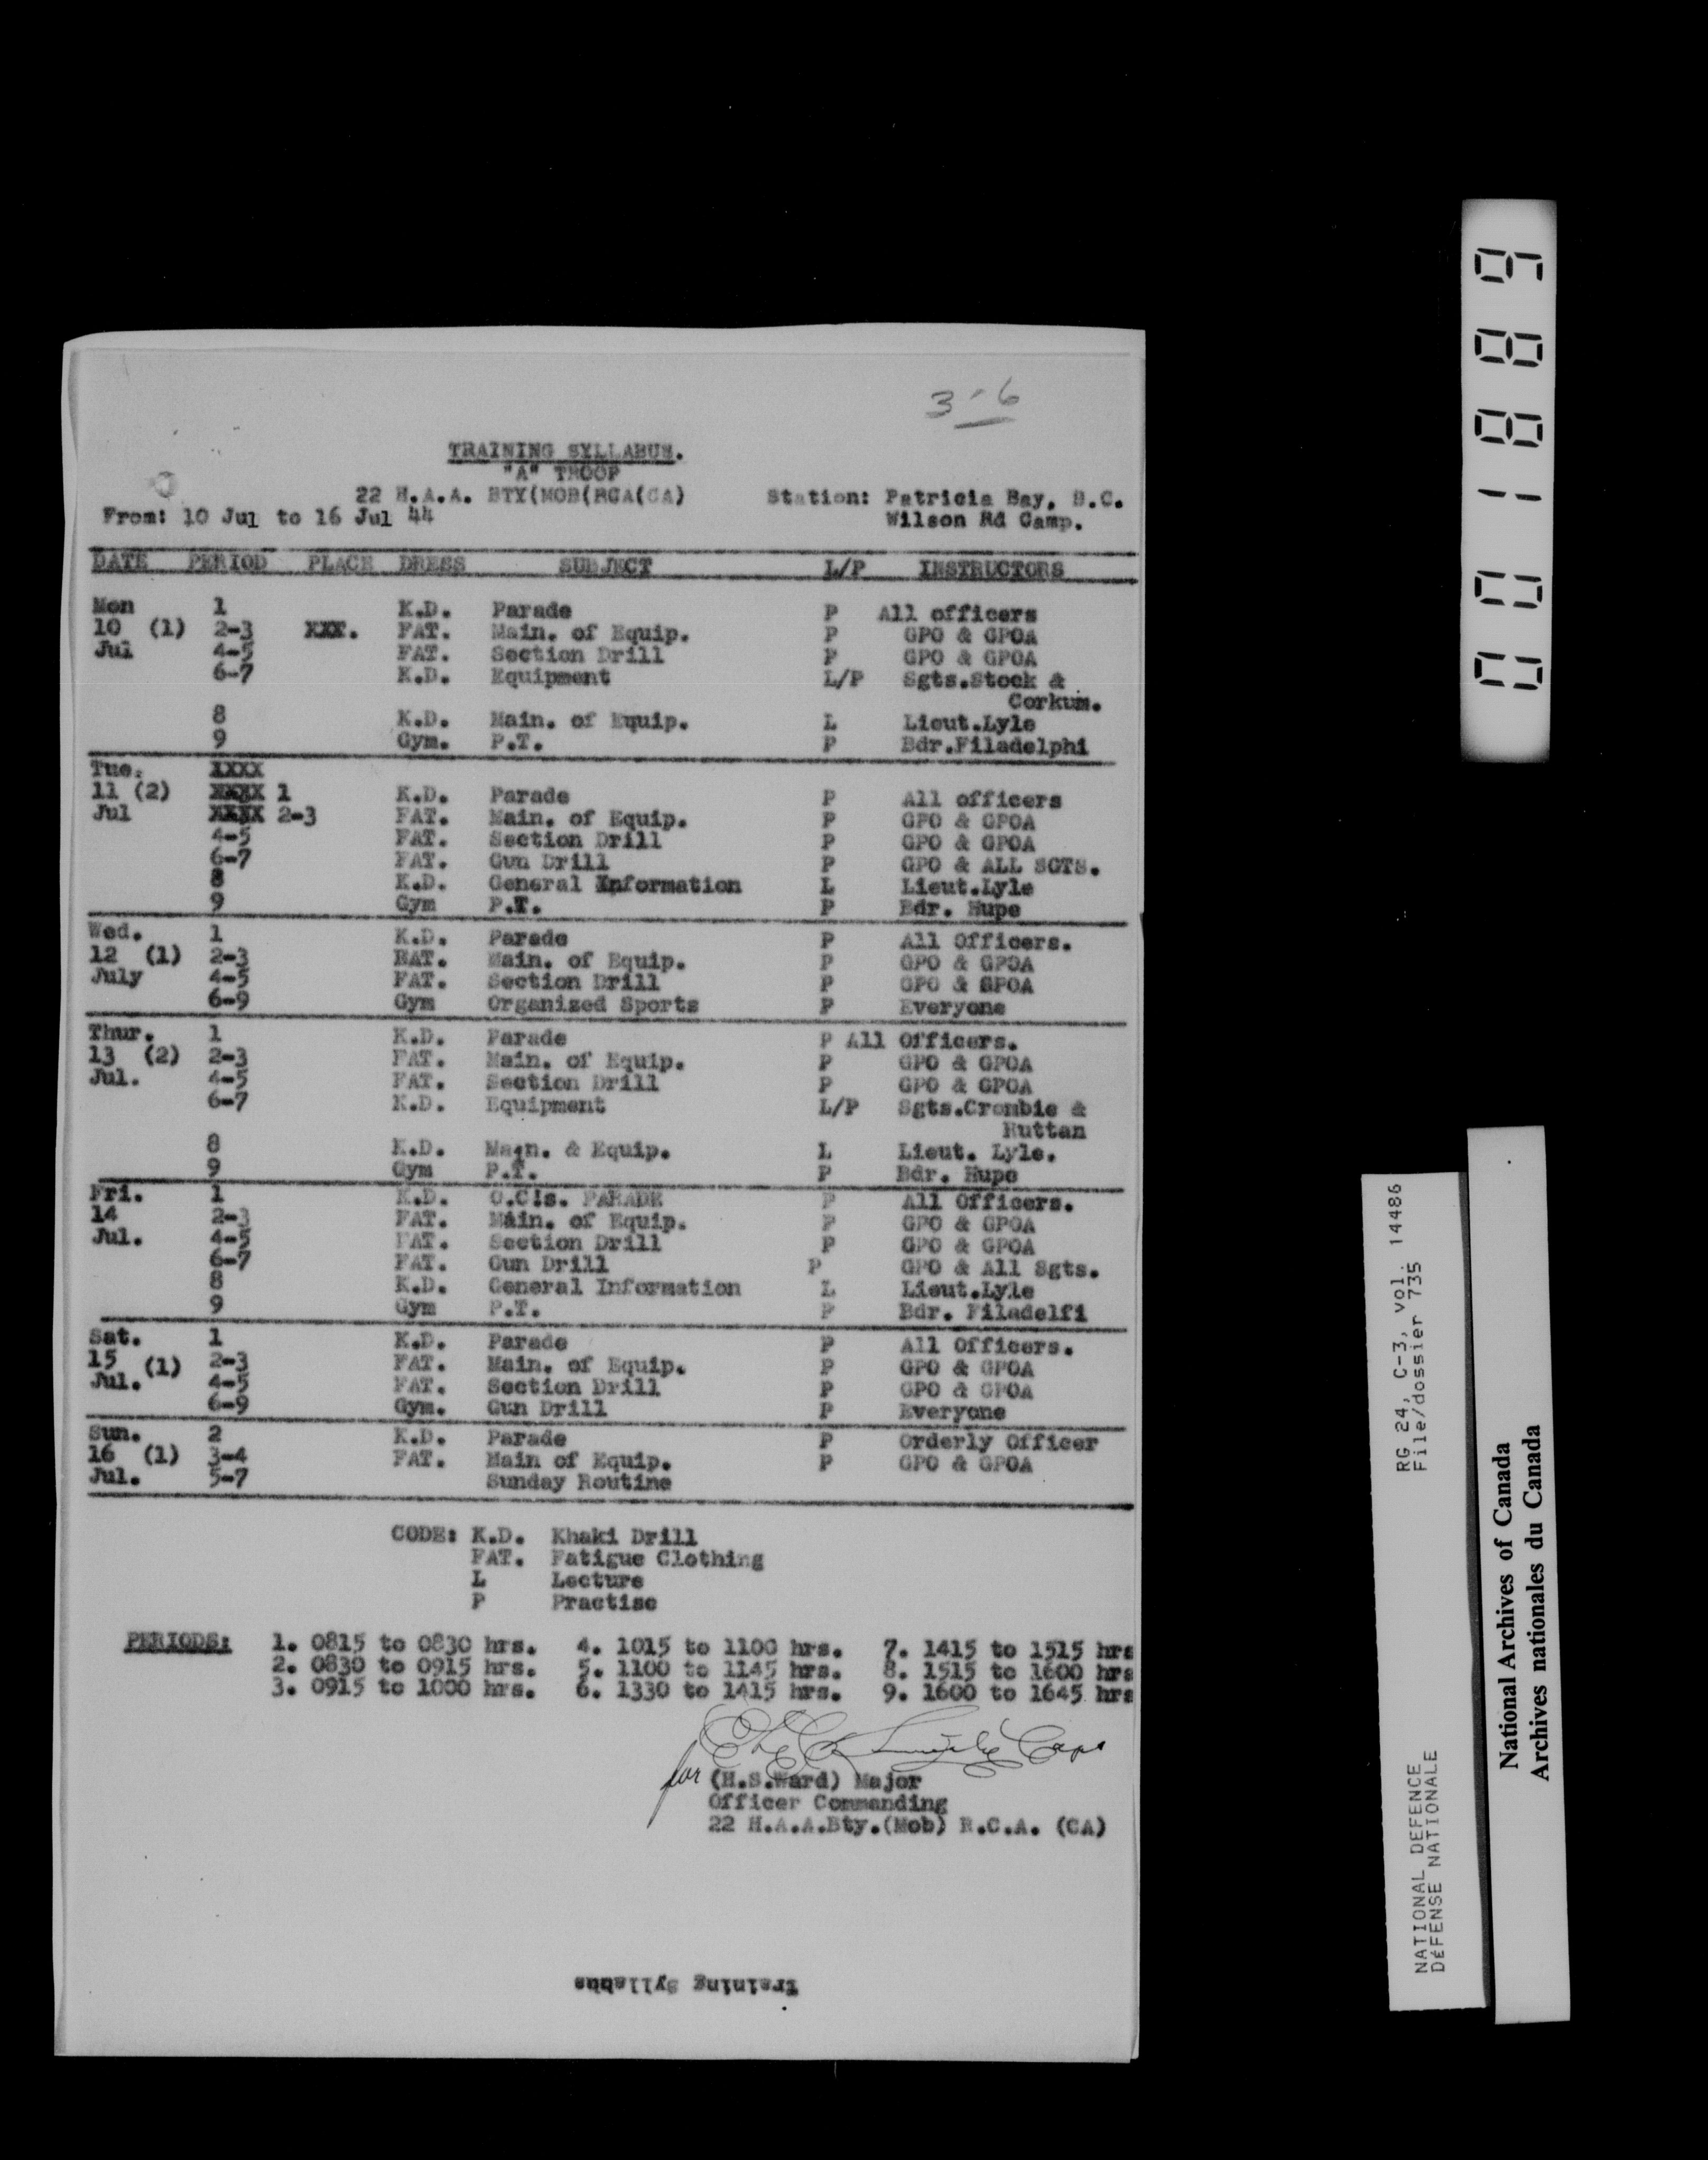 3-6
TRAINING SYLLABUS.
"A" TROOP
22 H.A.A. BTY(MOB(RCA(CA) Station: Patricia Bay, B.C.
From: 10 Jul to 16 Jul 44 Wilson Rd Camp.
DATE PERIOD PLACE DRESS SUBJECT L/P INSTRUCTORS
Mon 1 K.D. Parade P All officers
10 (1) 2-3 XXX. FAT. Main. of Equip. P GPO & GPOA
Jul 4-5 FAT. Section Drill P GPO & GPOA
6-7 K.D. Equipment L/P Sgts.Stock &
Corkum.
8 K.D. Main. of Equip. L Lieut.Lyle
9 Gym. P.T. P Bdr.Filadelphi
Tue. XXXX
11 (2) XXXX 1 K.D. Parade P All officers
Jul XXXX 2-3 FAT. Main. of Equip. P GPO & GPOA
4-5 FAT. Section Drill P GPO & GPOA
6-7 FAT. Gun Drill P GPO & ALL SGTS.
8 K.D. General Information L Lieut.Lyle
9 Gym P.T. P Bdr. Hupe
Wed. 1 K.D. Parade P All Officers.
12 (1) 2-3 BAT. Main. of Equip. P GPO & GPOA
July 4-5 FAT. Section Drill P GPO & GPOA
6-9 Gym Organized Sports P Everyone
Thur. 1 K.D. Parade P All Officers.
13 (2) 2-3 FAT. Main. of Equip. P GPO & GPOA
Jul. 4-5 FAT. Section Drill P GPO & GPOA
6-7 K.D. Equipment L/P Sgts.Crombie &
Ruttan
8 K.D. Main. & Equip. L Lieut. Lyle.
9 Gym P.T. P Bdr. Hupe
Fri. 1 K.D. O.C!s. PARADE P All Officers.
14 2-3 FAT. Main. of Equip. P GPO & GPOA
Jul. 4-5 FAT. Section Drill P GPO & GPOA
6-7 FAT. Gun Drill P GPO & All Sgts.
8 K.D. General Information L Lieut.Lyle
9 Gym P.T. P Bdr. Filadelfi
Sat. 1 K.D. Parade P All Officers.
15 (1) 2-3 FAT. Main. of Equip. P GPO & GPOA
Jul. 4-5 FAT. Section Drill P GPO & GPOA
6-9 Gym. Gun Drill P Everyone
Sun. 2 K.D. Parade P Orderly Officer
16 (1) 3-4 FAT. Main of Equip. P GPO & GPOA
Jul. 5-7 Sunday Routine
CODE: K.D. Khaki Drill
FAT. Fatigue Clothing
L Lecture
P Practise
PERIODS: 1. 0815 to 0830 hrs. 4. 1015 to 1100 hrs. 7. 1415 to 1515 hrs
2. 0830 to 0915 hrs. 5. 1100 to 1145 hrs. 8. 1515 to 1600 hrs
3. 0915 to 1000 hrs. 6. 1330 to 1415 hrs. 9. 1600 to 1645 hrs
for (H.S.Ward) Major
Officer Commanding
22 H.A.A.Bty.(Mob) R.C.A. (CA)
Training Syllabus
001889
RG 24, C-3, vol. 14486
File/dossier 735
NATIONAL DEFENCE
DÉFENSE NATIONALE
National Archives of Canada
Archives nationales du Canada